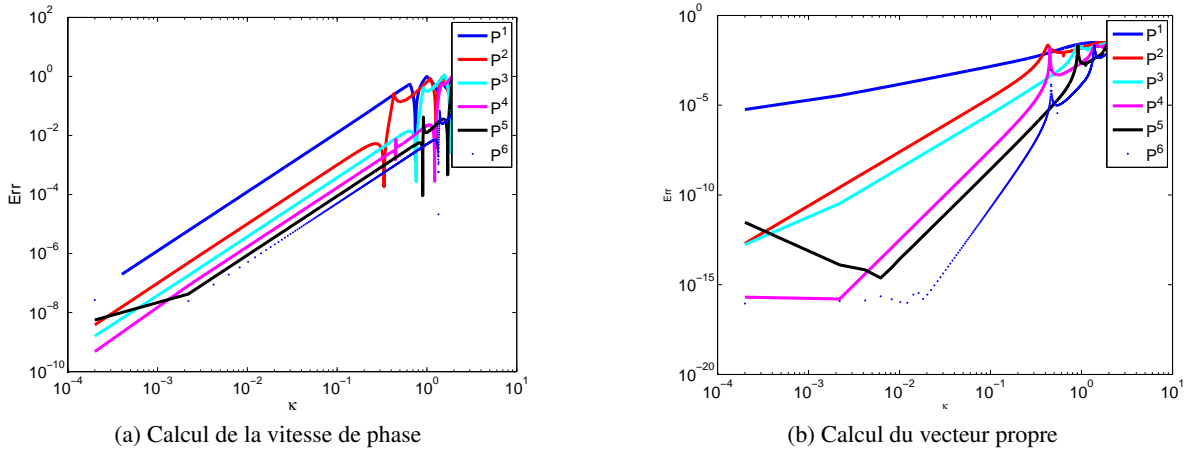 10^2
10^0
10^-2
10^-4
10^-6
10^-8
10^-10
Err
10^-4
10^-3
10^-2
10^-1
10^0
10^1
κ
P^1
P^2
P^3
P^4
P^5
P^6
(a) Calcul de la vitesse de phase
10^0
10^-5
10^-10
10^-15
10^-20
Err
10^-4
10^-3
10^-2
10^-1
10^0
10^1
κ
P^1
P^2
P^3
P^4
P^5
P^6
(b) Calcul du vecteur propre